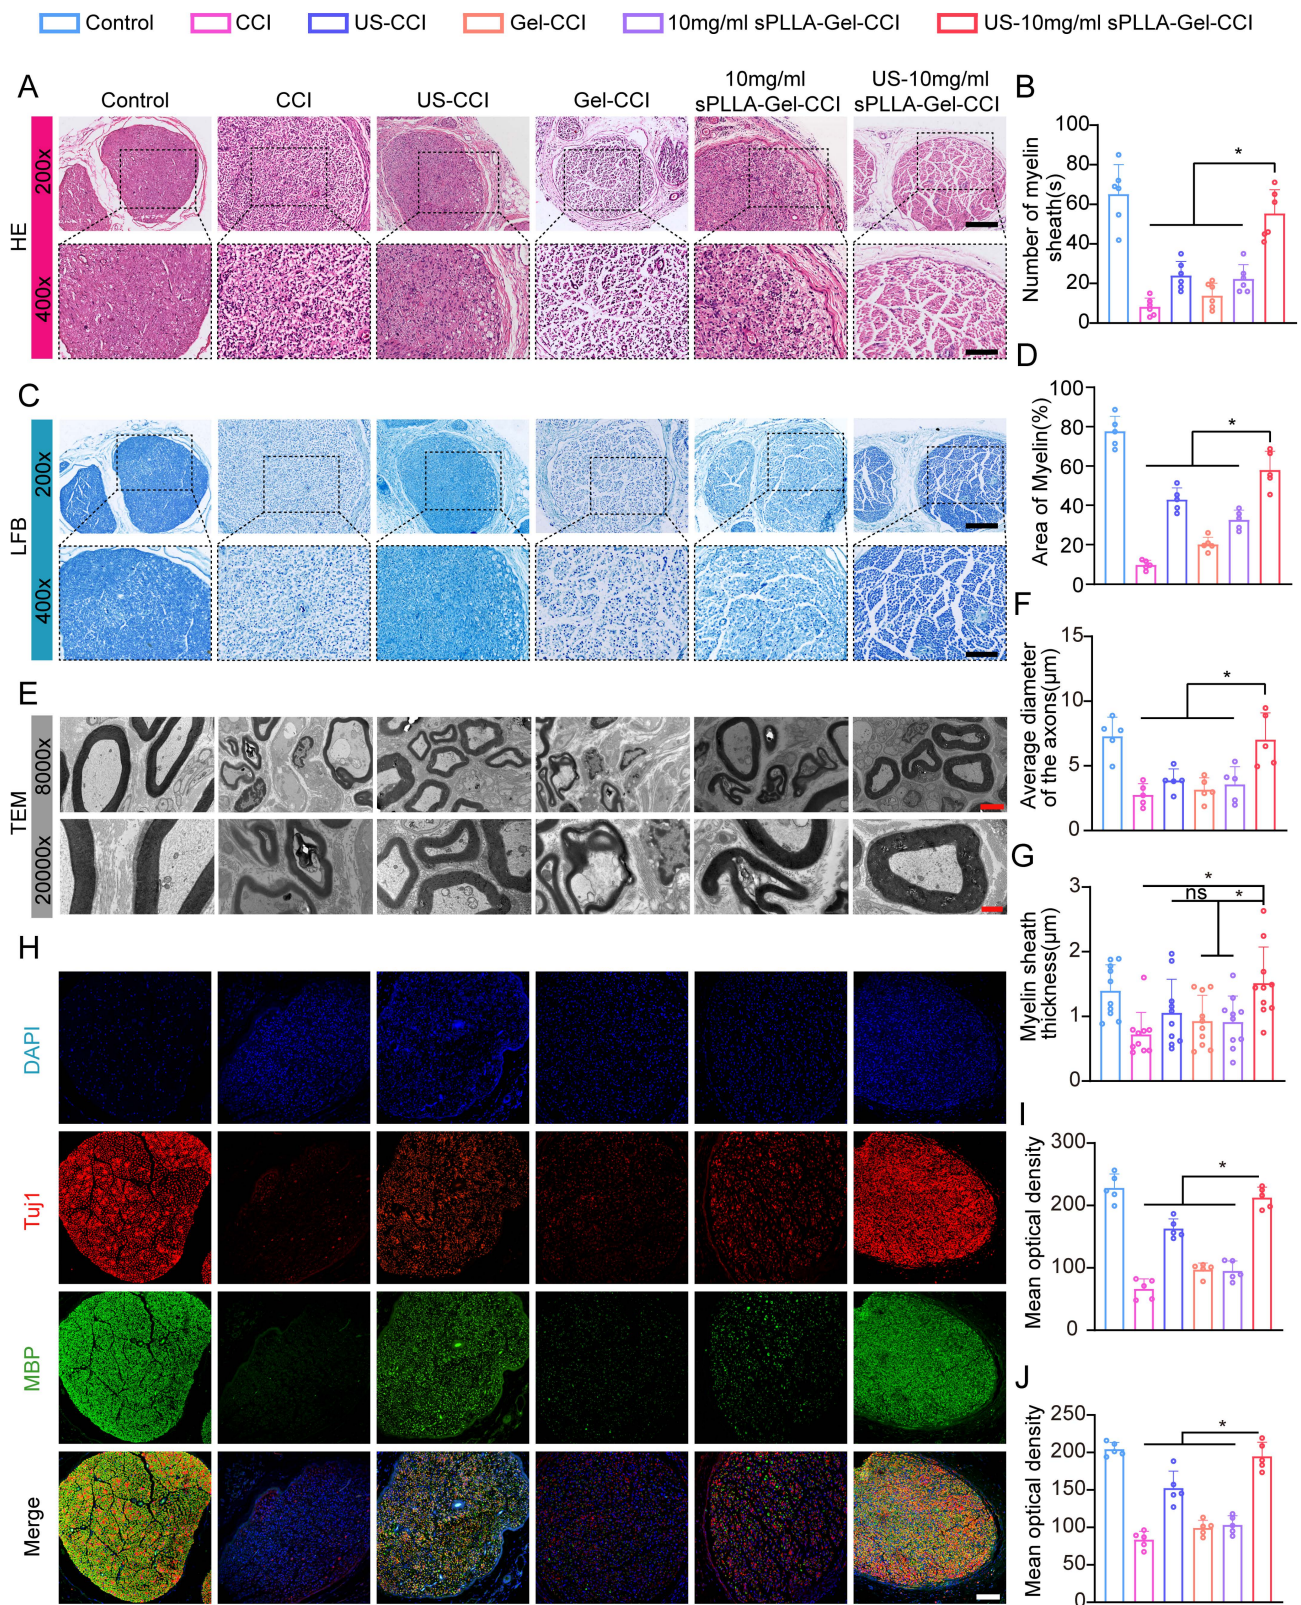 Control CCI US-CCI Gel-CCI 10mg/ml sPLLA-Gel-CCI US-10mg/ml sPLLA-Gel-CCI
A
Control
CCI
US-CCI
Gel-CCI
10mg/ml
sPLLA-Gel-CCI
US-10mg/ml
sPLLA-Gel-CCI
HE
200x
400x
B
Number of myelin
sheath(s)
100
80
60
40
20
0
*
C
LFB
200x
400x
D
Area of Myelin(%)
100
80
60
40
20
0
*
E
TEM
8000x
20000x
F
Average diameter
of the axons(μm)
15
10
5
0
*
G
Myelin sheath
thickness(μm)
3
2
1
0
*
ns
*
H
DAPI
Tuj1
MBP
Merge
I
Mean optical density
300
200
100
0
*
J
Mean optical density
250
200
150
100
50
0
*